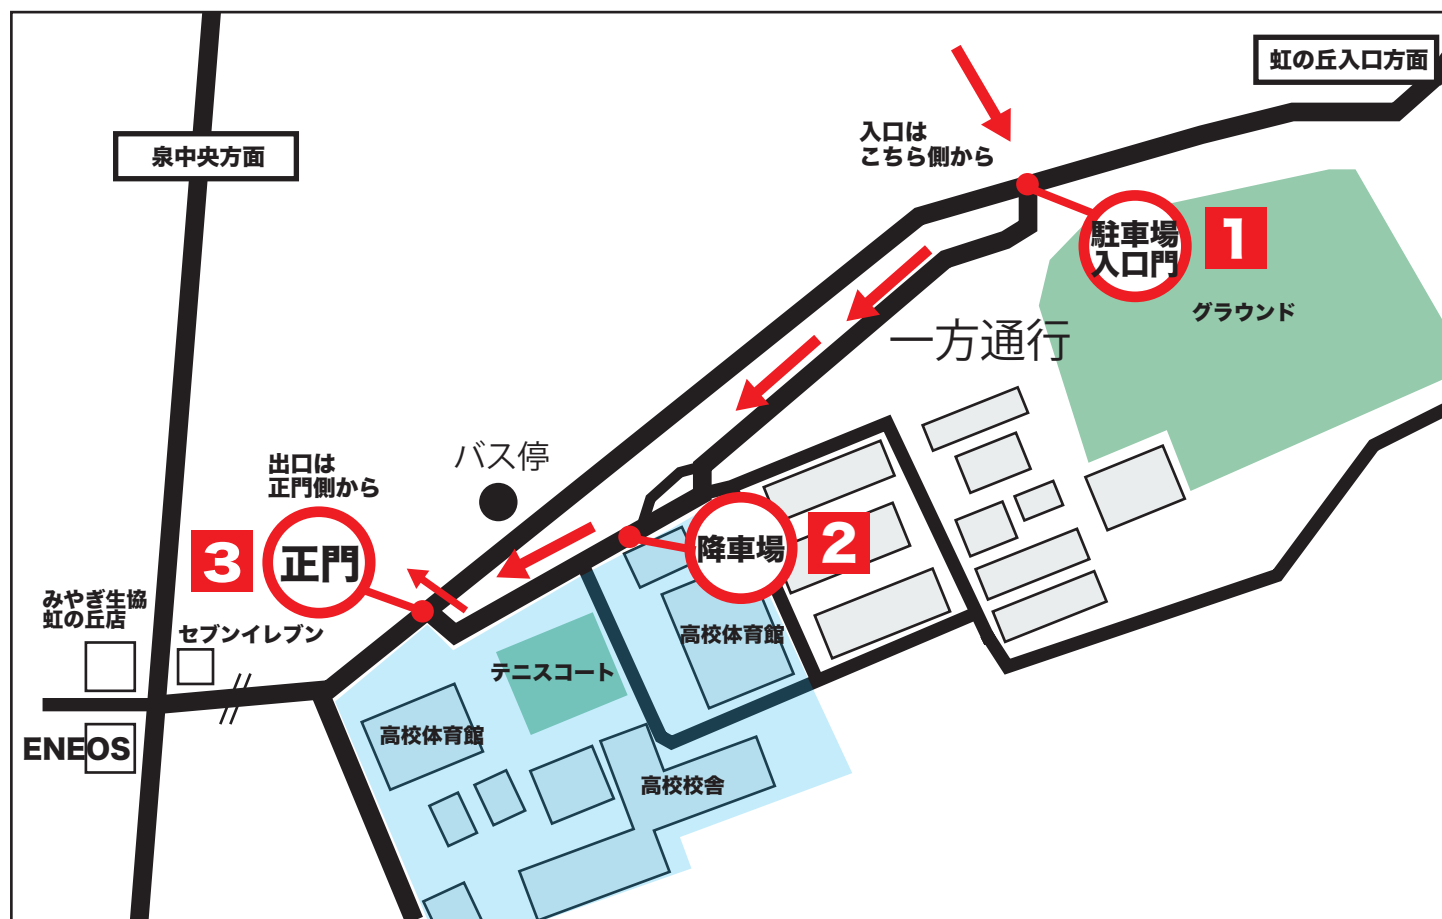 虹の丘入口方面
泉中央方面
入口は
こちら側から
駐車場
入口門
1
グラウンド
一方通行
バス停
出口は
正門側から
3
正門
降車場
2
みやぎ生協
虹の丘店
セブンイレブン
高校体育館
テニスコート
ENEOS
高校体育館
高校校舎